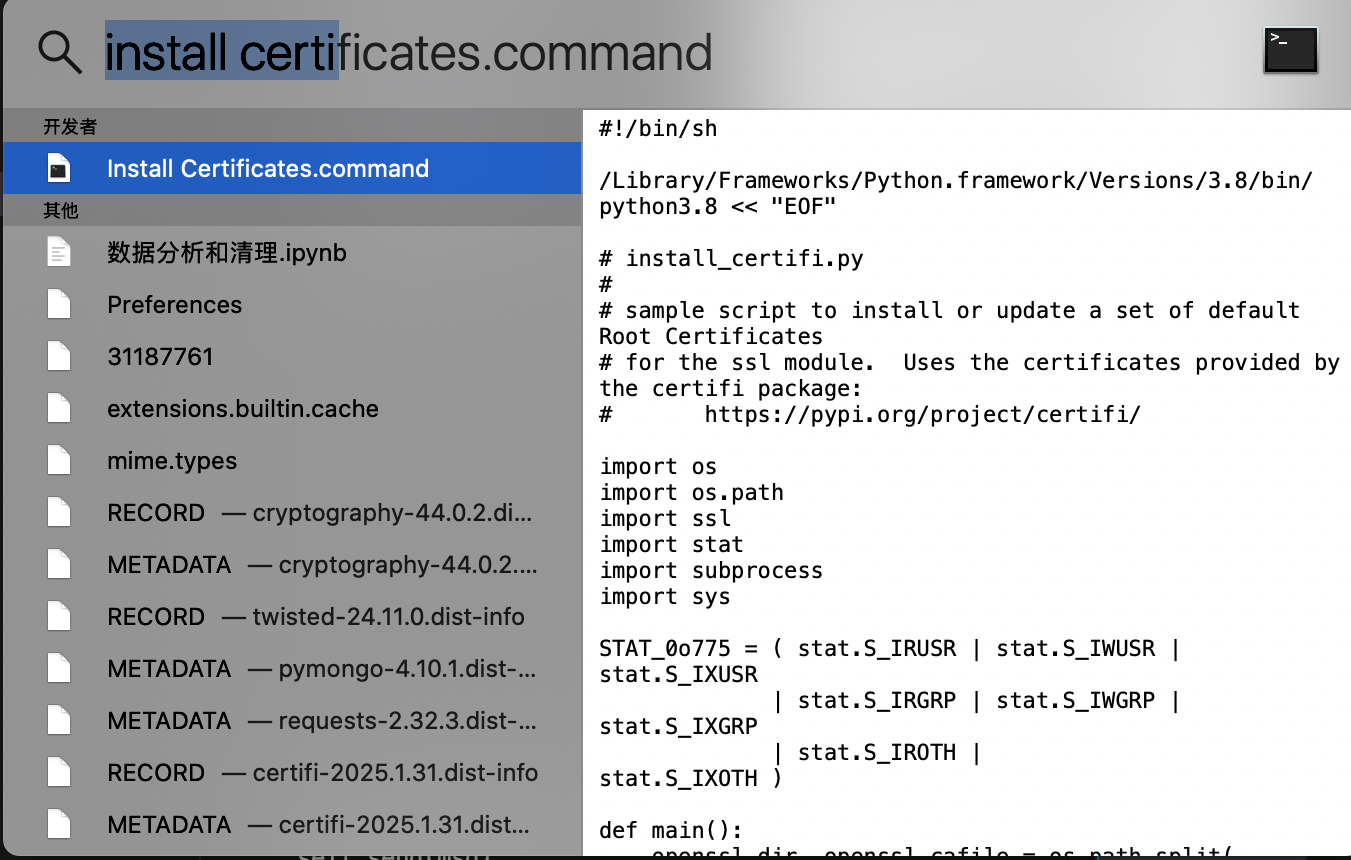 install certificates.command
>_
开发者
Install Certificates.command
其他
数据分析和清理.ipynb
Preferences
31187761
extensions.builtin.cache
mime.types
RECORD — cryptography-44.0.2.di...
METADATA — cryptography-44.0.2....
RECORD — twisted-24.11.0.dist-info
METADATA — pymongo-4.10.1.dist-...
METADATA — requests-2.32.3.dist-...
RECORD — certifi-2025.1.31.dist-info
METADATA — certifi-2025.1.31.dist...
#!/bin/sh
/Library/Frameworks/Python.framework/Versions/3.8/bin/
python3.8 << "EOF"
# install_certifi.py
#
# sample script to install or update a set of default
Root Certificates
# for the ssl module.  Uses the certificates provided by
the certifi package:
#       https://pypi.org/project/certifi/
import os
import os.path
import ssl
import stat
import subprocess
import sys
STAT_0o775 = ( stat.S_IRUSR | stat.S_IWUSR |
stat.S_IXUSR
             | stat.S_IRGRP | stat.S_IWGRP |
stat.S_IXGRP
             | stat.S_IROTH |
stat.S_IXOTH )
def main():
    openssl_dir, openssl_cafile = os.path.split(